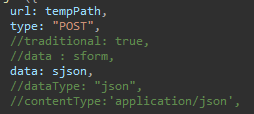 url: tempPath,
type: "POST",
//traditional: true,
//data : sform,
data: sjson,
//dataType: "json",
//contentType:'application/json',